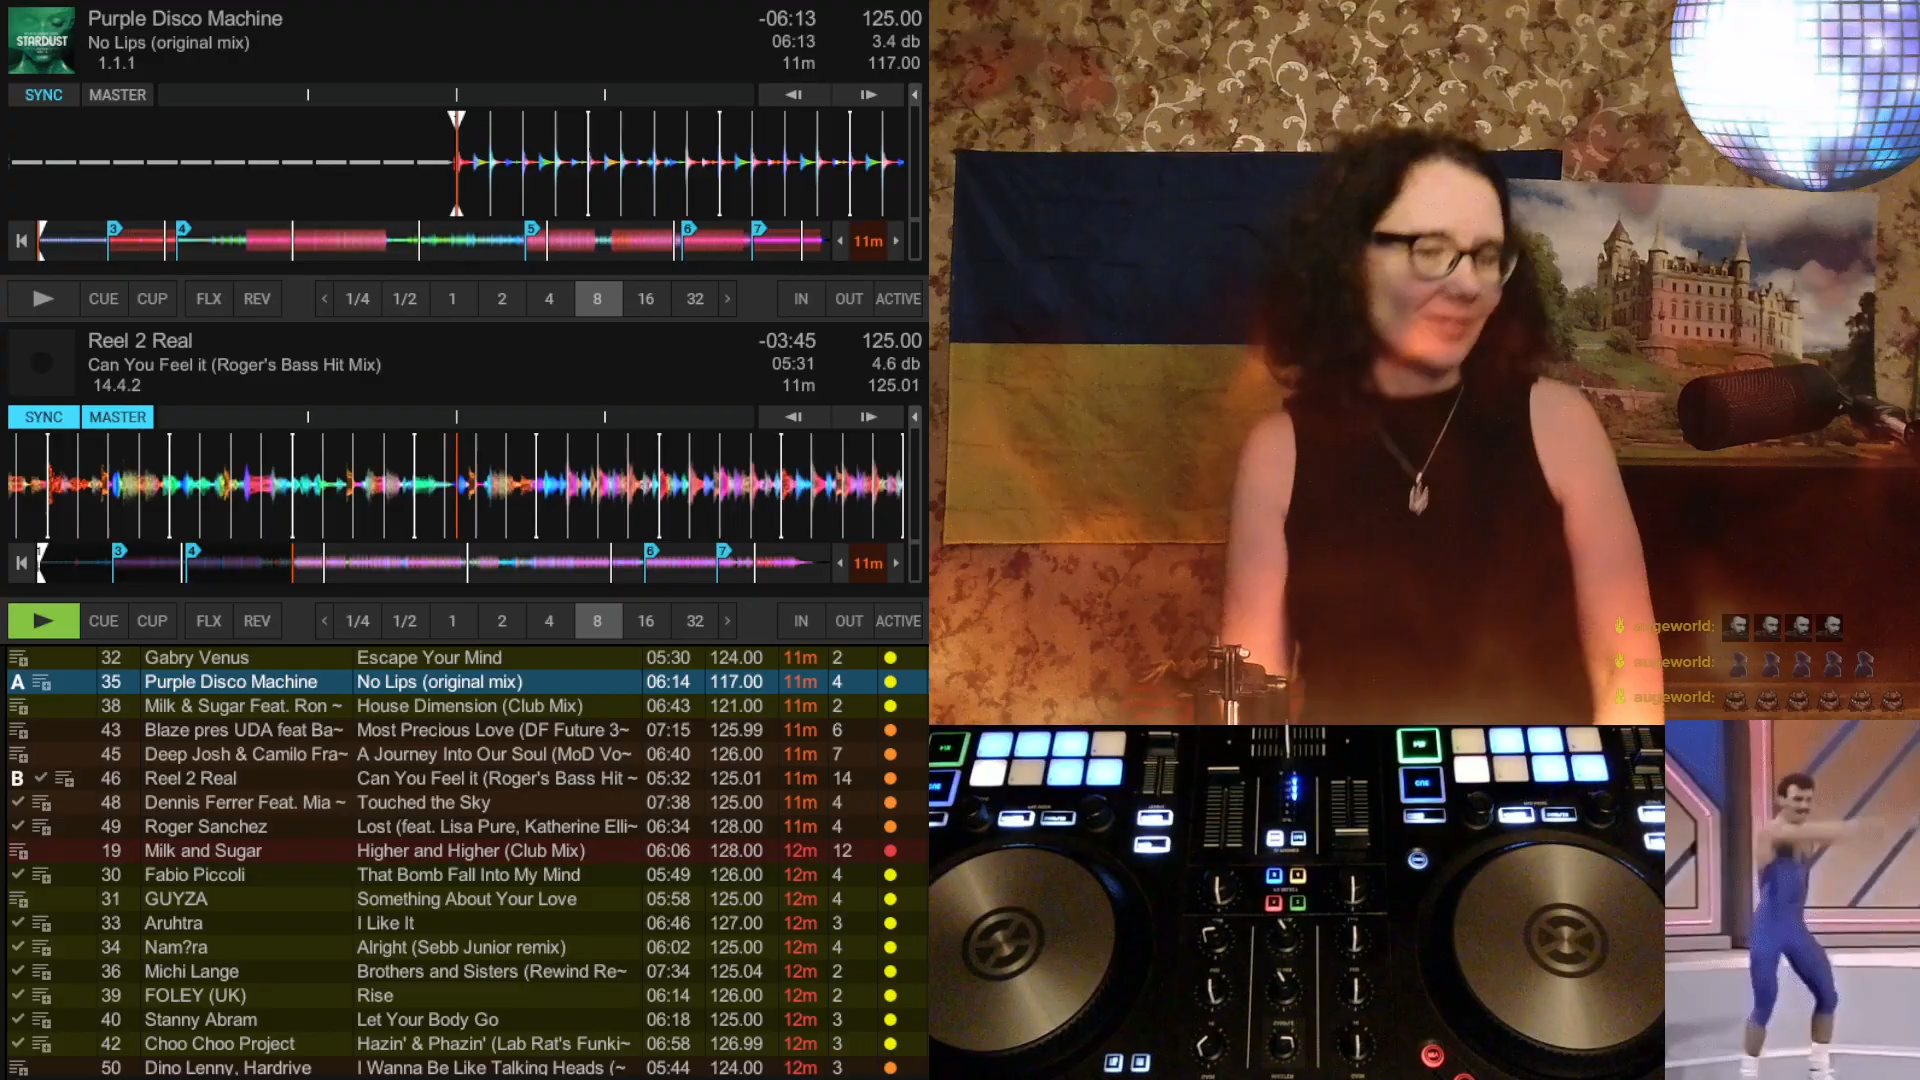 Purple Disco Machine -06:13 125.00
No Lips (original mix) 06:13 3.4 db
1.1.1 11m 117.00
STARDUST
SYNC MASTER
3 4 5 6 7 11m
CUE CUP FLX REV 1/4 1/2 1 2 4 8 16 32 IN OUT ACTIVE
Reel 2 Real -03:45 125.00
Can You Feel it (Roger's Bass Hit Mix) 05:31 4.6 db
14.4.2 11m 125.01
SYNC MASTER
1 3 4 6 7 11m
CUE CUP FLX REV 1/4 1/2 1 2 4 8 16 32 IN OUT ACTIVE
32 Gabry Venus Escape Your Mind 05:30 124.00 11m 2
A 35 Purple Disco Machine No Lips (original mix) 06:14 117.00 11m 4
38 Milk & Sugar Feat. Ron ~ House Dimension (Club Mix) 06:43 121.00 11m 2
43 Blaze pres UDA feat Ba~ Most Precious Love (DF Future 3~ 07:15 125.99 11m 6
45 Deep Josh & Camilo Fra~ A Journey Into Our Soul (MoD Vo~ 06:40 126.00 11m 7
B 46 Reel 2 Real Can You Feel it (Roger's Bass Hit ~ 05:32 125.01 11m 14
48 Dennis Ferrer Feat. Mia ~ Touched the Sky 07:38 125.00 11m 4
49 Roger Sanchez Lost (feat. Lisa Pure, Katherine Elli~ 06:34 128.00 11m 4
19 Milk and Sugar Higher and Higher (Club Mix) 06:06 128.00 12m 12
30 Fabio Piccoli That Bomb Fall Into My Mind 05:49 126.00 12m 4
31 GUYZA Something About Your Love 05:58 125.00 12m 4
33 Aruhtra I Like It 06:46 127.00 12m 3
34 Nam?ra Alright (Sebb Junior remix) 06:02 125.00 12m 4
36 Michi Lange Brothers and Sisters (Rewind Re~ 07:34 125.04 12m 2
39 FOLEY (UK) Rise 06:14 126.00 12m 2
40 Stanny Abram Let Your Body Go 06:18 125.00 12m 3
42 Choo Choo Project Hazin' & Phazin' (Lab Rat's Funki~ 06:58 126.99 12m 3
50 Dino Lenny, Hardrive I Wanna Be Like Talking Heads (~ 05:44 124.00 12m 3
augeworld:
augeworld:
augeworld: